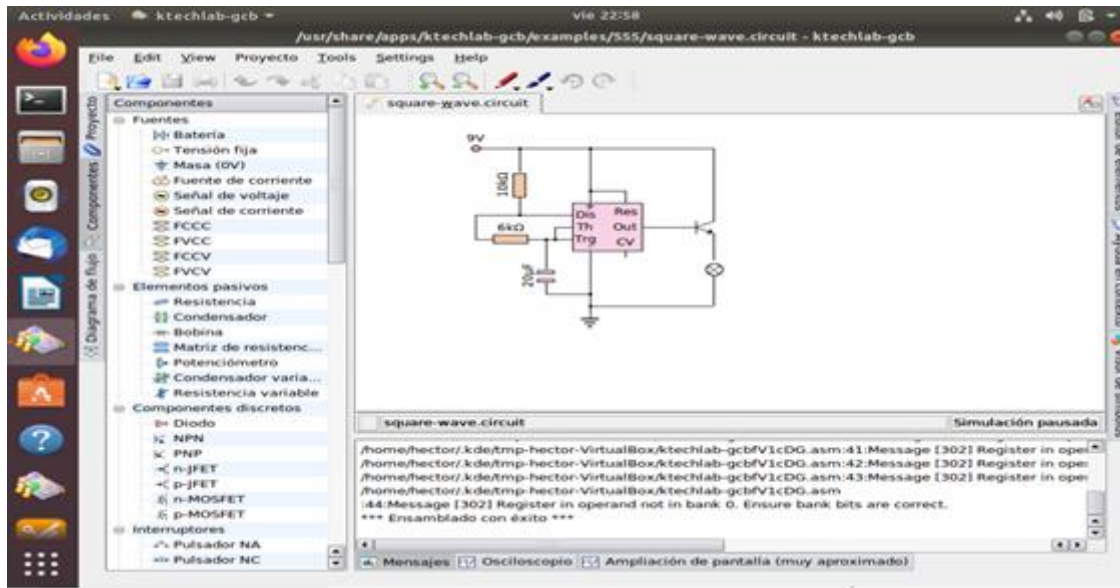 Actividades ktechlab-gcb vie 22:58
/usr/share/apps/ktechlab-gcb/examples/555/square-wave.circuit - ktechlab-gcb
File Edit View Proyecto Tools Settings Help
Proyecto
Componentes
Diagrama de flujo
Componentes
Fuentes
Batería
Tensión fija
Masa (0V)
Fuente de corriente
Señal de voltaje
Señal de corriente
FCCC
FVCC
FCCV
FVCV
Elementos pasivos
Resistencia
Condensador
Bobina
Matriz de resistenc...
Potenciómetro
Condensador varia...
Resistencia variable
Componentes discretos
Diodo
NPN
PNP
n-JFET
p-JFET
n-MOSFET
p-MOSFET
Interruptores
Pulsador NA
Pulsador NC
square-wave.circuit
9V
10kΩ
6kΩ
20µF
Dis Res
Th Out
Trg CV
square-wave.circuit Simulación pausada
/home/hector/.kde/tmp-hector-VirtualBox/ktechlab-gcbfV1cDG.asm:41:Message [302] Register in oper
/home/hector/.kde/tmp-hector-VirtualBox/ktechlab-gcbfV1cDG.asm:42:Message [302] Register in oper
/home/hector/.kde/tmp-hector-VirtualBox/ktechlab-gcbfV1cDG.asm:43:Message [302] Register in oper
/home/hector/.kde/tmp-hector-VirtualBox/ktechlab-gcbfV1cDG.asm
:44:Message [302] Register in operand not in bank 0. Ensure bank bits are correct.
*** Ensamblado con éxito ***
Mensajes Osciloscopio Ampliación de pantalla (muy aproximado)